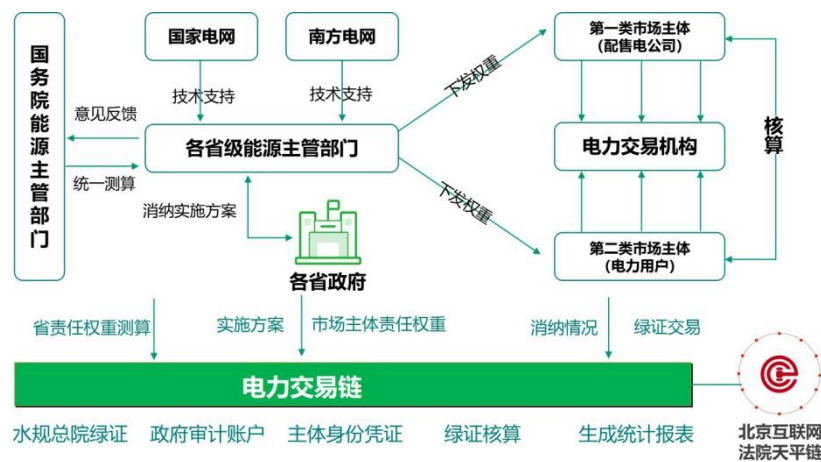 国务院能源主管部门
国家电网
南方电网
第一类市场主体
(配售电公司)
技术支持
技术支持
下发权重
意见反馈
各省级能源主管部门
电力交易机构
核算
统一测算
消纳实施方案
下发权重
第二类市场主体
(电力用户)
各省政府
省责任权重测算
实施方案
市场主体责任权重
消纳情况
绿证交易
电力交易链
水规总院绿证
政府审计账户
主体身份凭证
绿证核算
生成统计报表
北京互联网
法院天平链